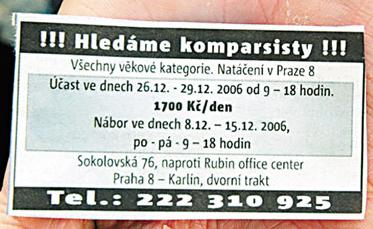 !!! Hledáme komparsisty !!!
Všechny věkové kategorie. Natáčení v Praze 8
Účast ve dnech 26.12. - 29.12. 2006 od 9 – 18 hodin.
1700 Kč/den
Nábor ve dnech 8.12. – 15.12. 2006,
po - pá - 9 – 18 hodin
Sokolovská 76, naproti Rubin office center
Praha 8 – Karlín, dvorní trakt
Tel.: 222 310 925